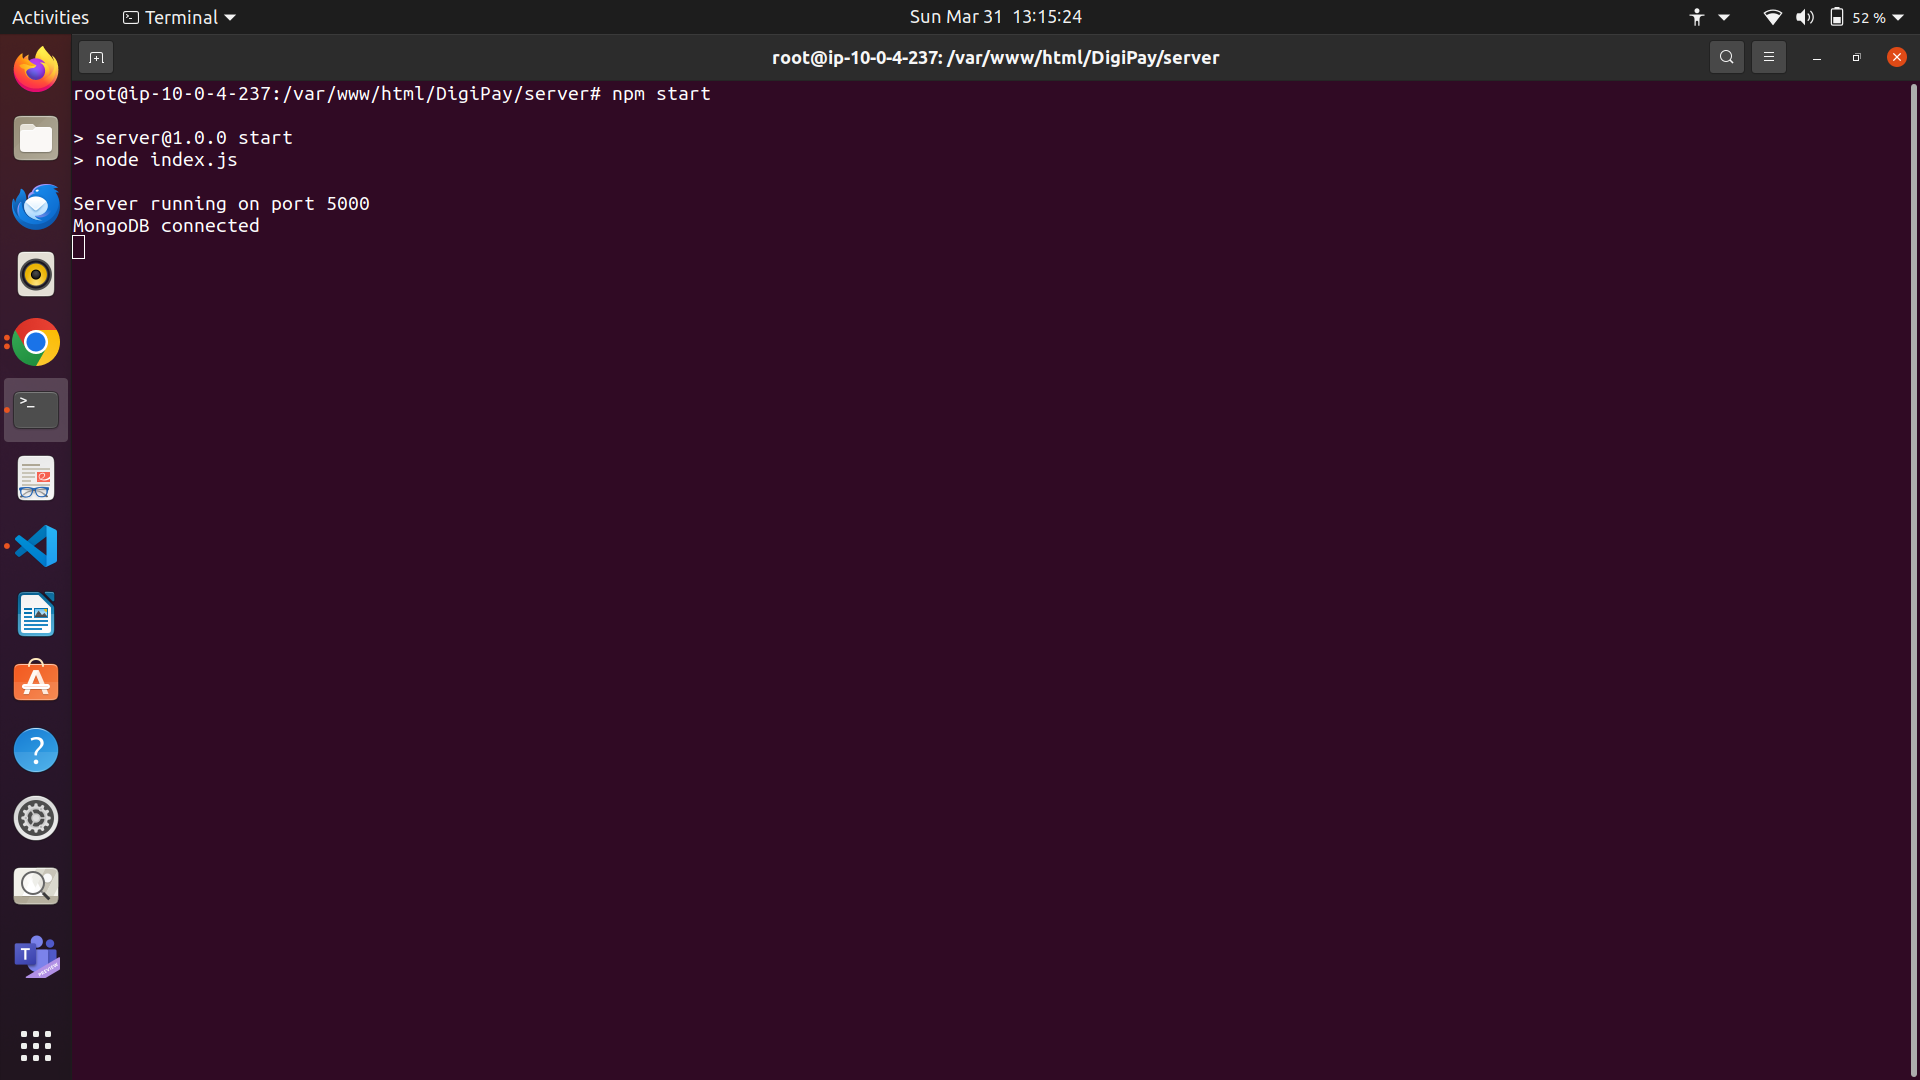 Activities Terminal Sun Mar 31 13:15:24 52 %
root@ip-10-0-4-237: /var/www/html/DigiPay/server
root@ip-10-0-4-237:/var/www/html/DigiPay/server# npm start
> server@1.0.0 start
> node index.js
Server running on port 5000
MongoDB connected
>_
?
T
PREVIEW